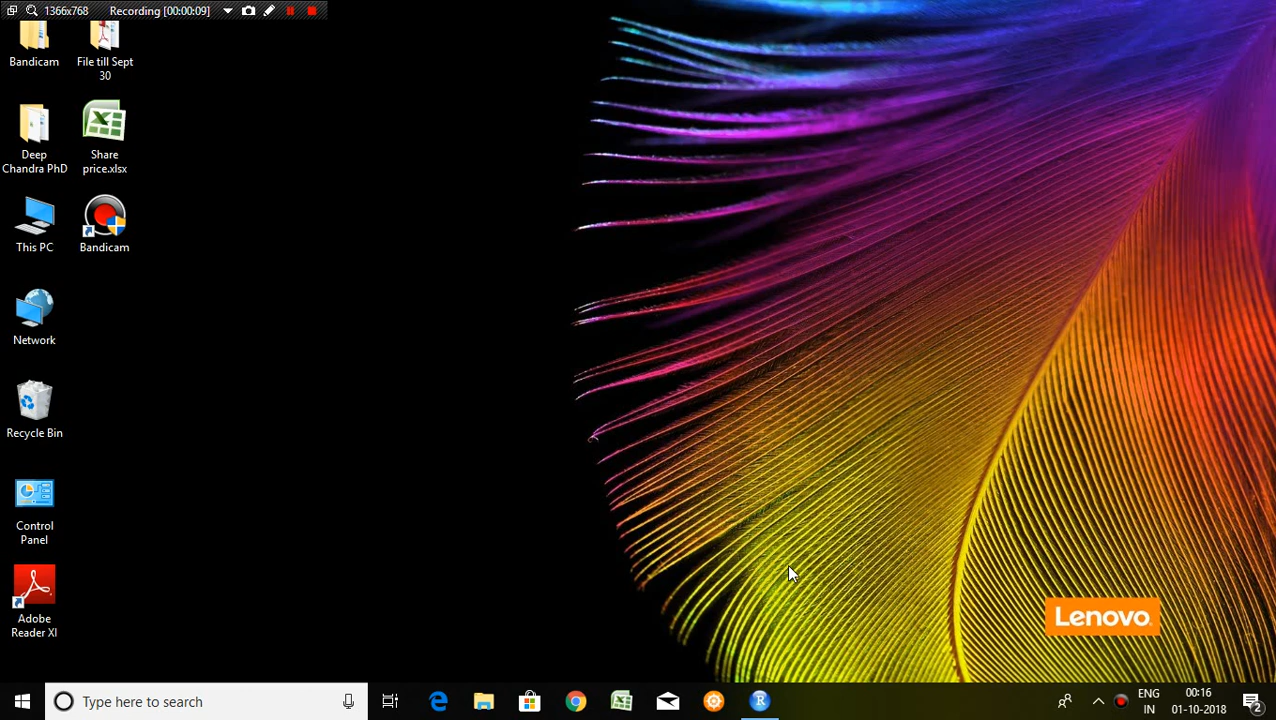 1366x768 Recording [00:00:09]
Bandicam
File till Sept
30
Deep
Chandra PhD
Share
price.xlsx
This PC
Bandicam
Network
Recycle Bin
Control
Panel
Adobe
Reader XI
Lenovo
Type here to search
ENG
IN
00:16
01-10-2018
2